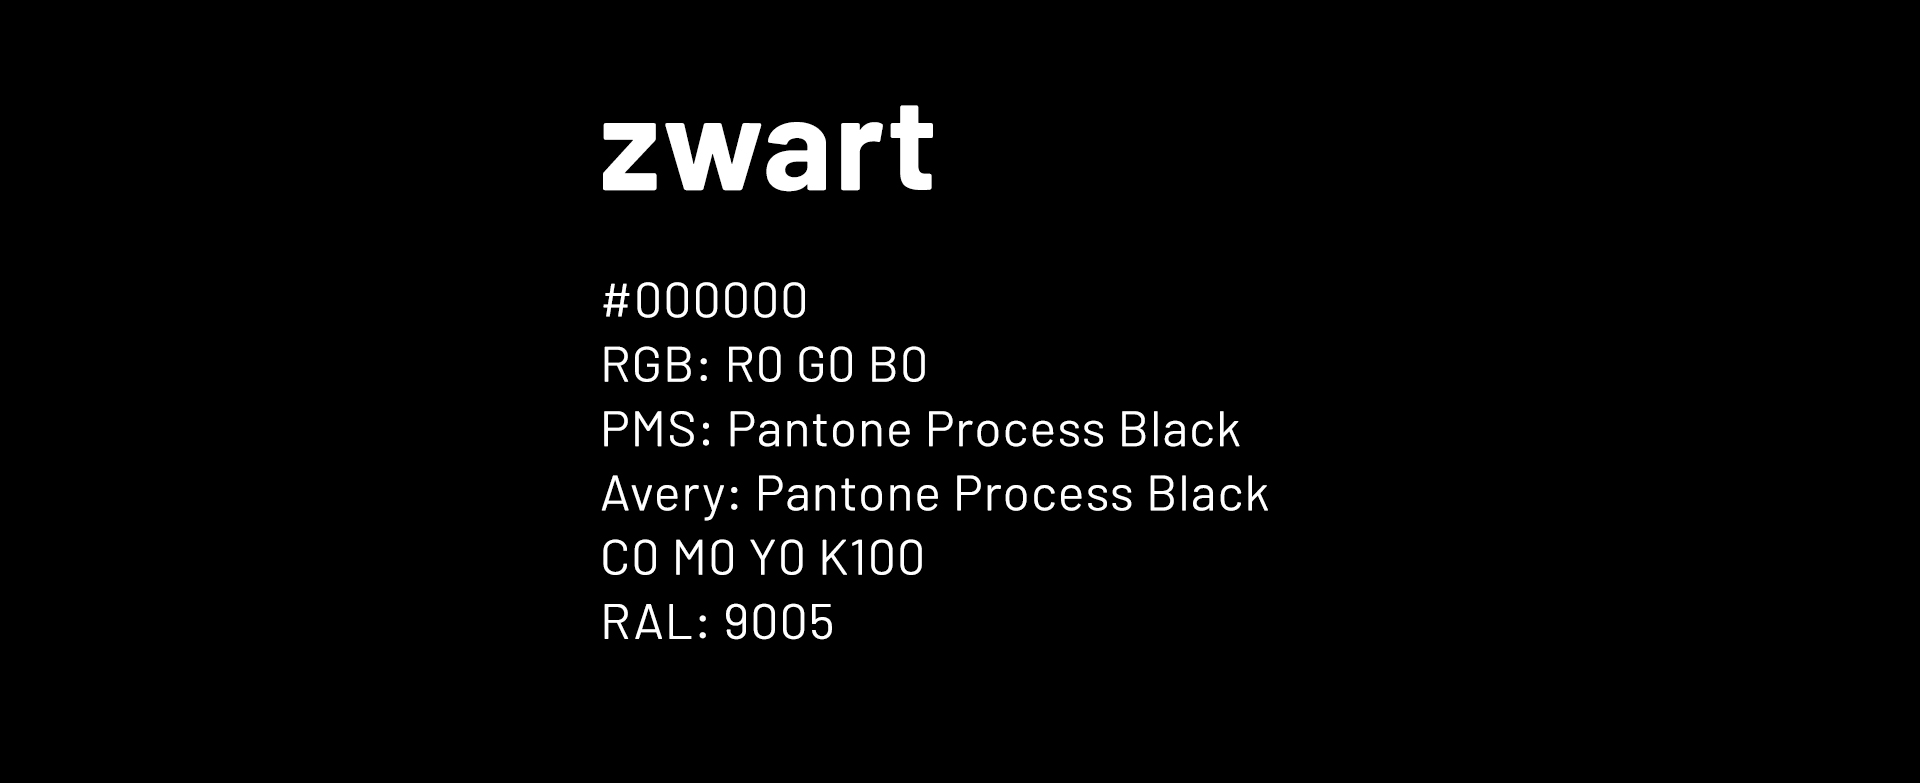 zwart
#000000
RGB: R0 G0 B0
PMS: Pantone Process Black
Avery: Pantone Process Black
C0 M0 Y0 K100
RAL: 9005